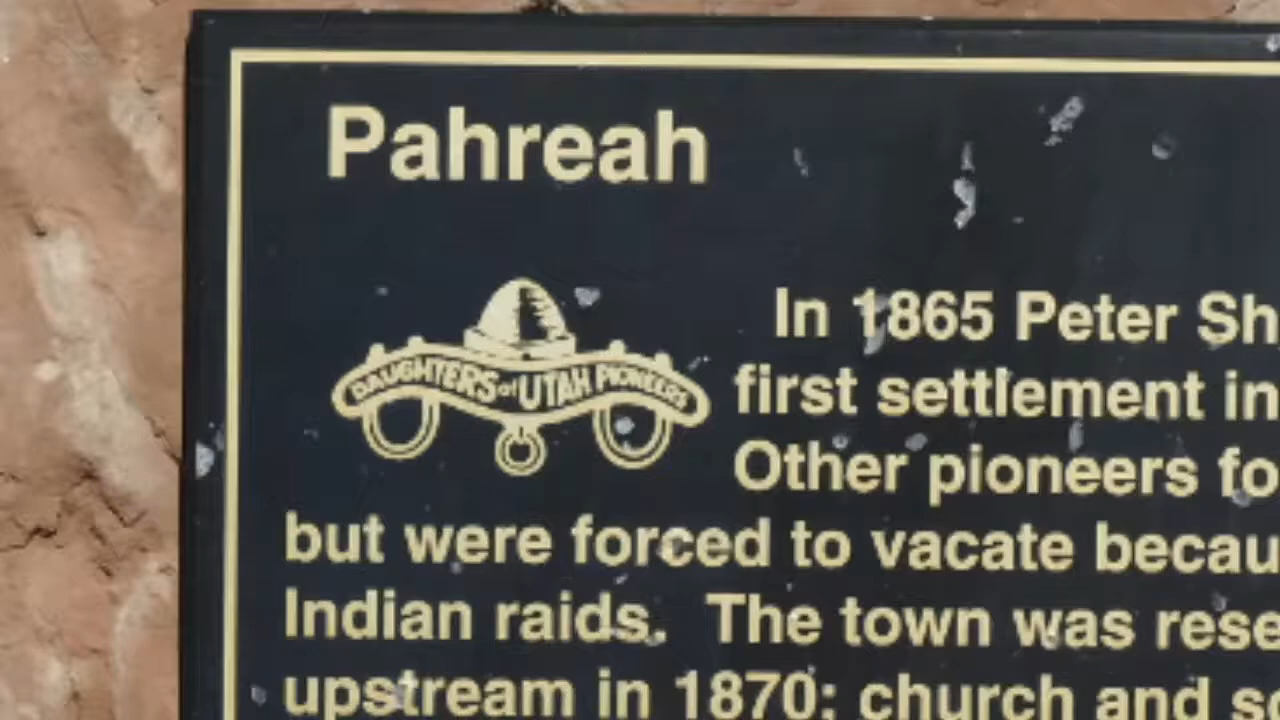 Pahreah
DAUGHTERS of UTAH PIONEERS
In 1865 Peter Sh
first settlement in
Other pioneers fo
but were forced to vacate becau
Indian raids. The town was rese
upstream in 1870; church and sc